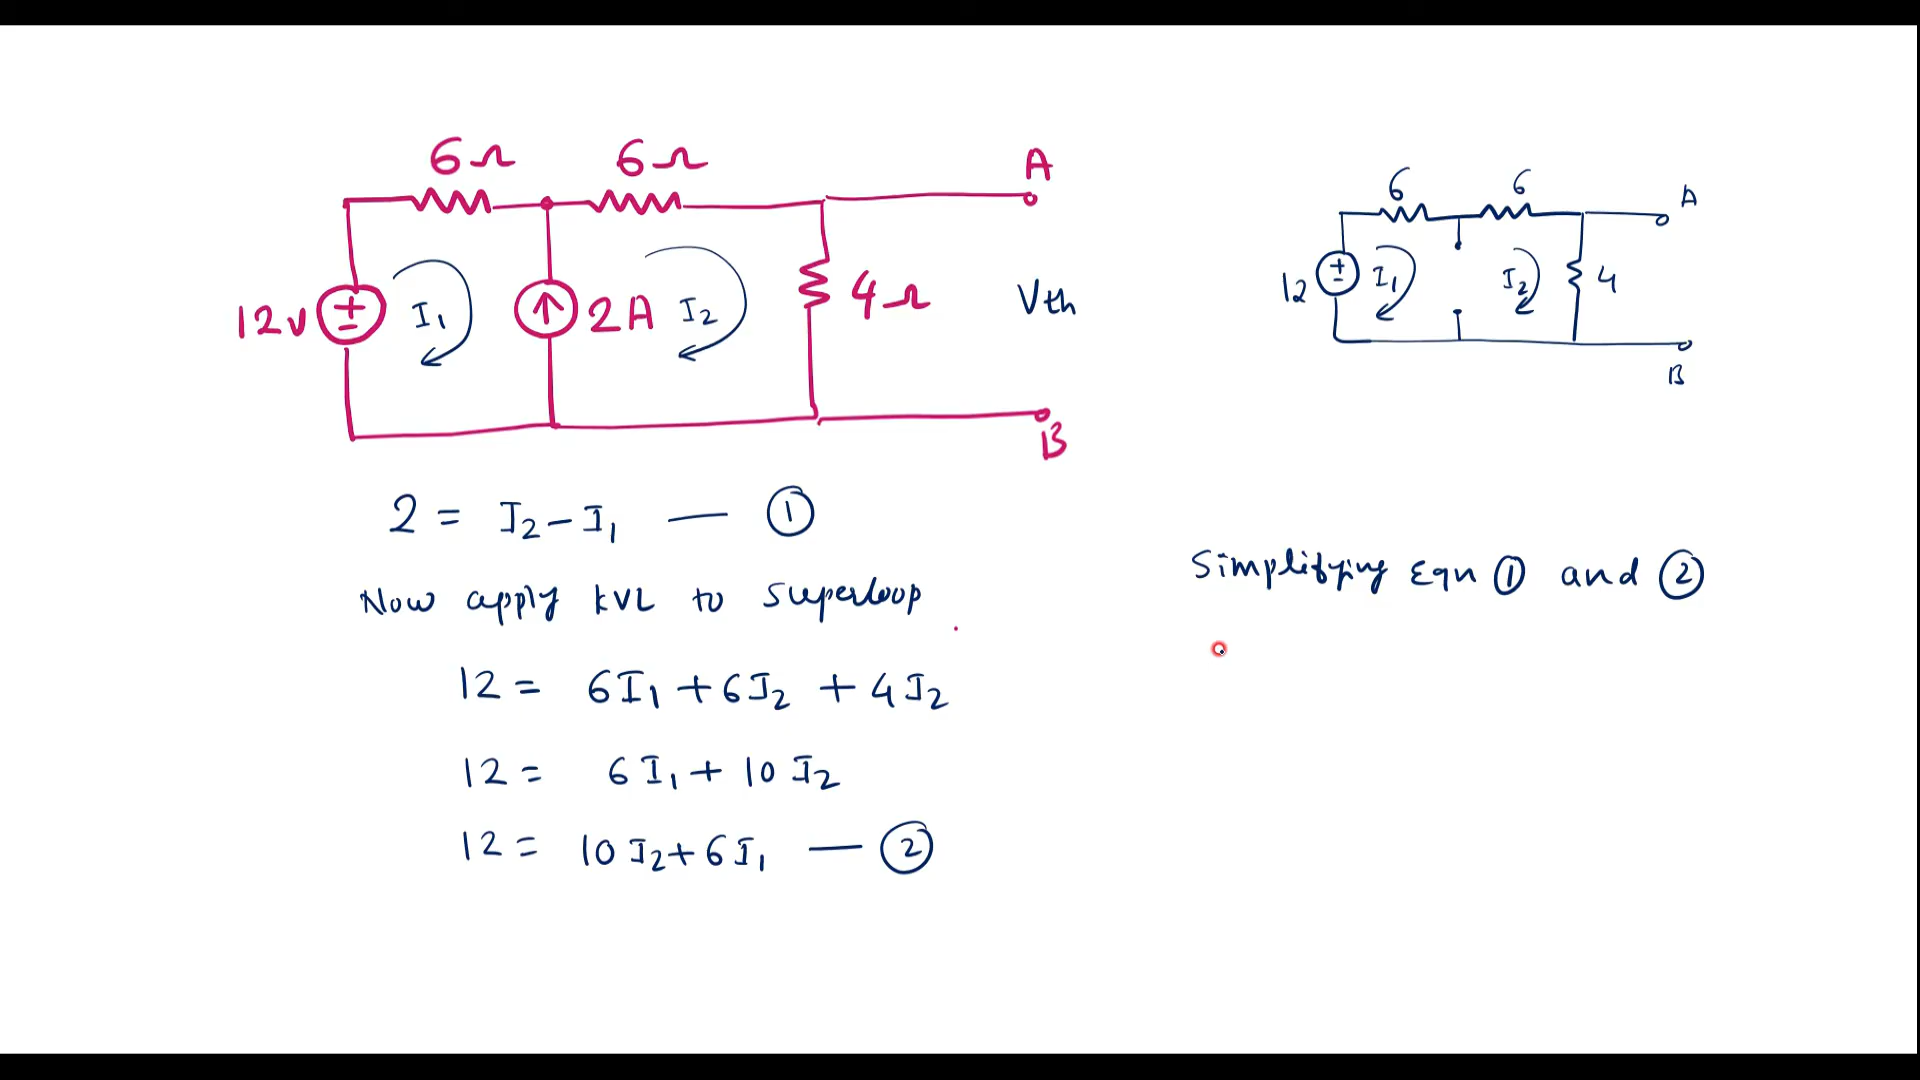 6Ω 6Ω A
12V I₁ 2A I₂ 4Ω Vth
B
6 6 A
12 I₁ I₂ 4
B
2 = I₂ - I₁ — ①
Now apply KVL to superloop
12 = 6I₁ + 6I₂ + 4I₂
12 = 6I₁ + 10I₂
12 = 10I₂ + 6I₁ — ②
Simplifying Eqn ① and ②